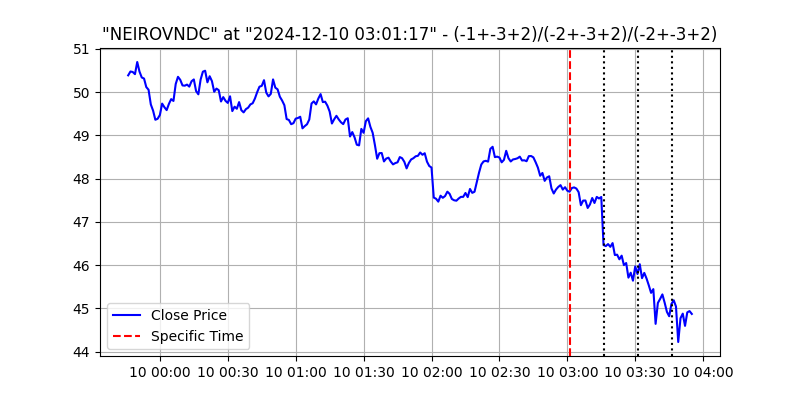 "NEIROVNDC" at "2024-12-10 03:01:17" - (-1+-3+2)/(-2+-3+2)/(-2+-3+2)
51
50
49
48
47
46
45
44
Close Price
Specific Time
10 00:00 10 00:30 10 01:00 10 01:30 10 02:00 10 02:30 10 03:00 10 03:30 10 04:00